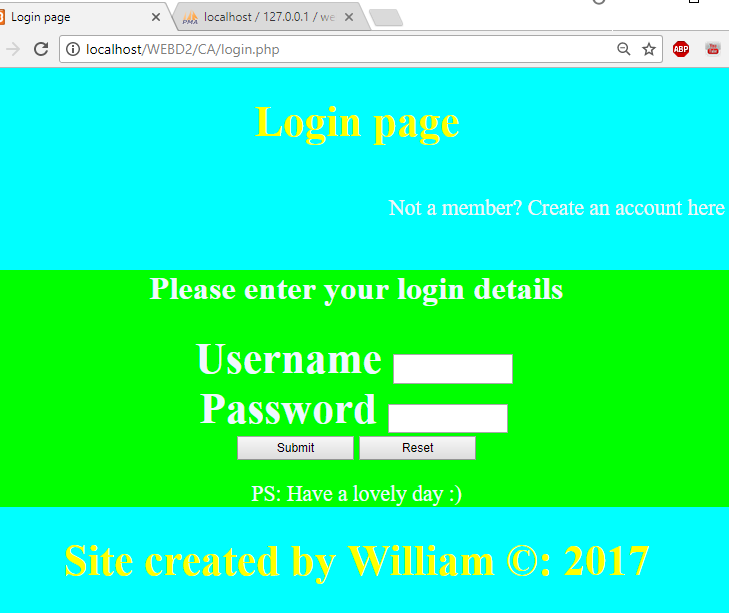 Login page
localhost / 127.0.0.1 / we
PMA
localhost/WEBD2/CA/login.php
ABP
You
Login page
Not a member? Create an account here
Please enter your login details
Username
Password
Submit
Reset
PS: Have a lovely day :)
Site created by William ©: 2017